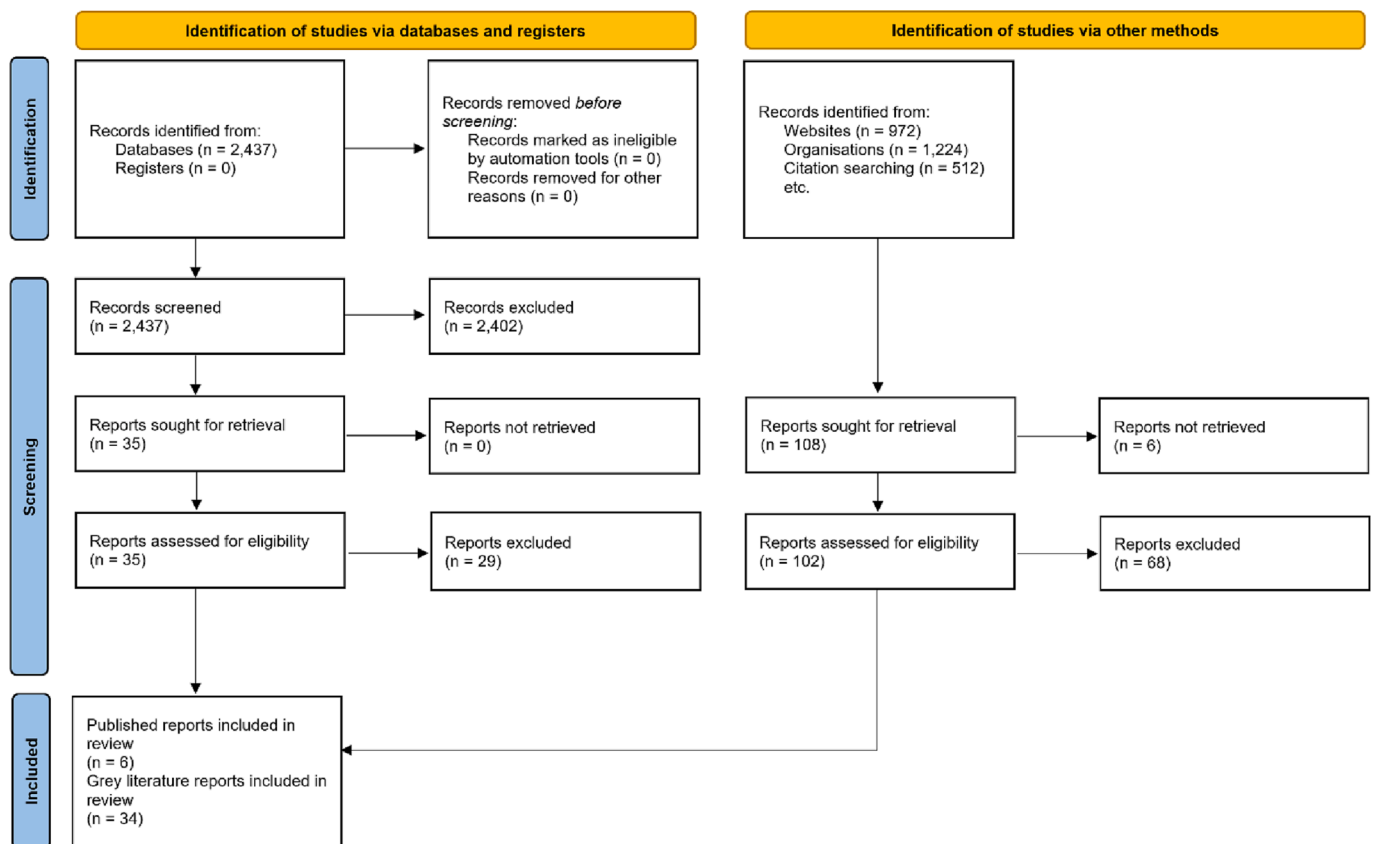 Identification of studies via databases and registers
Identification of studies via other methods
Identification
Records identified from:
Databases (n = 2,437)
Registers (n = 0)
Records removed before
screening:
Records marked as ineligible
by automation tools (n = 0)
Records removed for other
reasons (n = 0)
Records identified from:
Websites (n = 972)
Organisations (n = 1,224)
Citation searching (n = 512)
etc.
Screening
Records screened
(n = 2,437)
Records excluded
(n = 2,402)
Reports sought for retrieval
(n = 35)
Reports not retrieved
(n = 0)
Reports sought for retrieval
(n = 108)
Reports not retrieved
(n = 6)
Reports assessed for eligibility
(n = 35)
Reports excluded
(n = 29)
Reports assessed for eligibility
(n = 102)
Reports excluded
(n = 68)
Included
Published reports included in
review
(n = 6)
Grey literature reports included in
review
(n = 34)